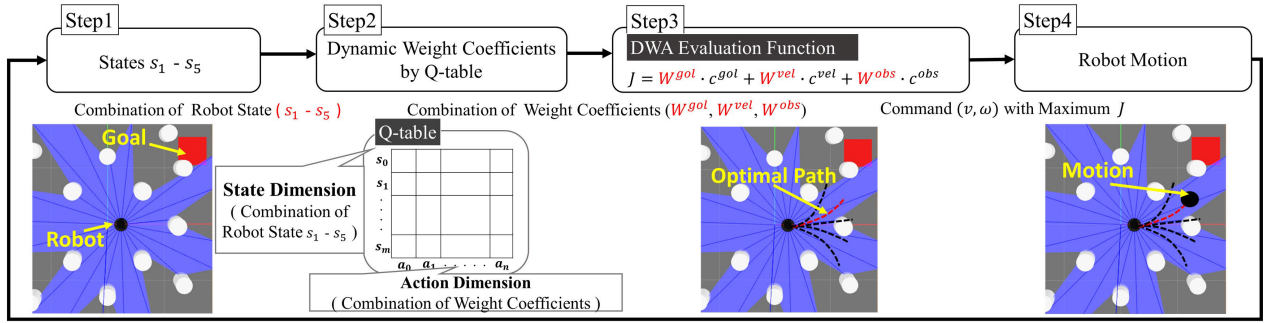 Step1
States s₁ - s₅
Step2
Dynamic Weight Coefficients
by Q-table
Step3
DWA Evaluation Function
J = W^{gol} · c^{gol} + W^{vel} · c^{vel} + W^{obs} · c^{obs}
Step4
Robot Motion
Combination of Robot State ( s₁ - s₅ )
Combination of Weight Coefficients (W^{gol}, W^{vel}, W^{obs})
Command (v, ω) with Maximum J
Goal
Robot
Q-table
s₀
s₁
.
.
.
.
s_m
a₀ a₁ . . . . . a_n
State Dimension
( Combination of
Robot State s₁ - s₅ )
Action Dimension
( Combination of Weight Coefficients )
Optimal Path
Motion